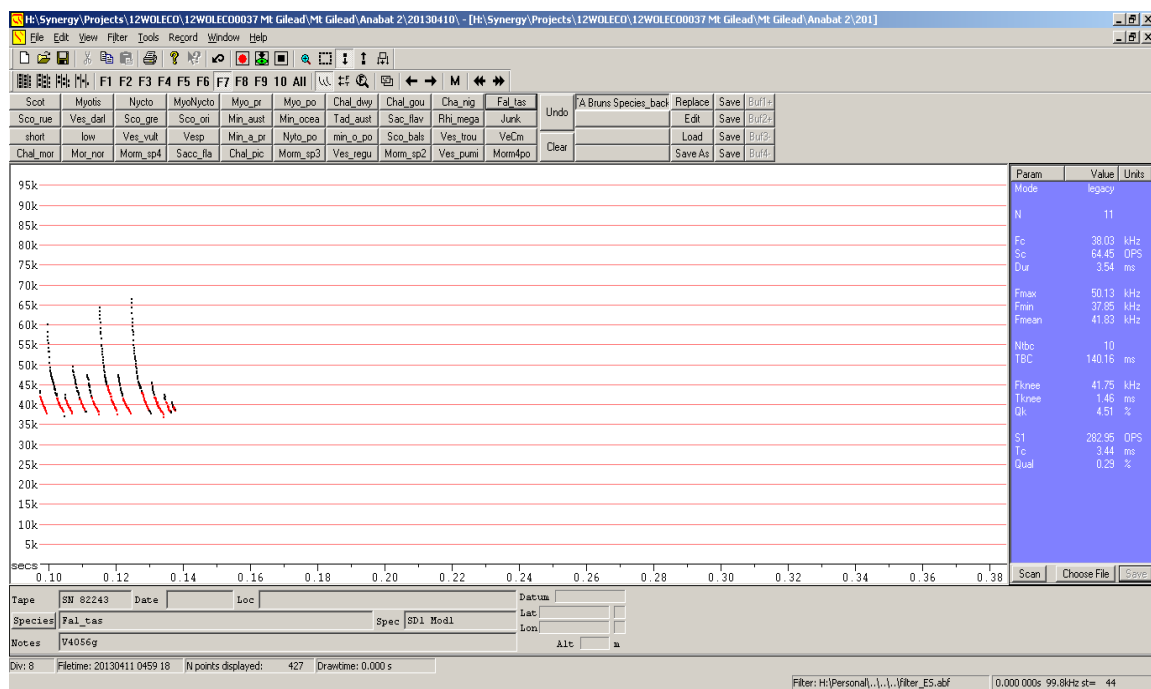 H:\Synergy\Projects\12WOLECO\12WOLECO00037 Mt Gilead\Mt Gilead\Anabat 2\20130410\ - [H:\Synergy\Projects\12WOLECO\12WOLECO00037 Mt Gilead\Mt Gilead\Anabat 2\201]
File Edit View Filter Tools Record Window Help
F1 F2 F3 F4 F5 F6 F7 F8 F9 10 All M
Scot Myotis Nycto MyoNycto Myo_pr Myo_po Chal_dwy Chal_gou Cha_nig Fal_tas Undo TA Bruns Species_back Replace Save Buf1+
Sco_rue Ves_darl Sco_gre Sco_ori Min_aust Min_ocea Tad_aust Sac_flav Rhi_mega Junk Edit Save Buf2+
short low Ves_vult Vesp Min_a_pr Nyto_po min_o_po Sco_bals Ves_trou VeCm Clear Load Save Buf3-
Chal_mor Mor_nor Morm_sp4 Sacc_fla Chal_pic Morm_sp3 Ves_regu Morm_sp2 Ves_pumi Morm4po Save As Save Buf4-
Param Value Units
Mode legacy
N 11
Fc 38.03 kHz
Sc 64.45 OPS
Dur 3.54 ms
Fmax 50.13 kHz
Fmin 37.85 kHz
Fmean 41.83 kHz
Ntbc 10
TBC 140.16 ms
Fknee 41.75 kHz
Tknee 1.46 ms
Qk 4.51 %
S1 282.95 OPS
Tc 3.44 ms
Qual 0.29 %
95k
90k
85k
80k
75k
70k
65k
60k
55k
50k
45k
40k
35k
30k
25k
20k
15k
10k
5k
secs
0.10 0.12 0.14 0.16 0.18 0.20 0.22 0.24 0.26 0.28 0.30 0.32 0.34 0.36 0.38
Scan Choose File Save
Tape SN 82243 Date Loc Datum
Species Fal_tas Spec SD1 Mod1 Lat
Lon
Notes V4056g Alt m
Div: 8 Filetime: 20130411 0459 18 N points displayed: 427 Drawtime: 0.000 s
Filter: H:\Personal\..\..\..\filter_ES.abf 0.000 000s 99.8kHz st= 44